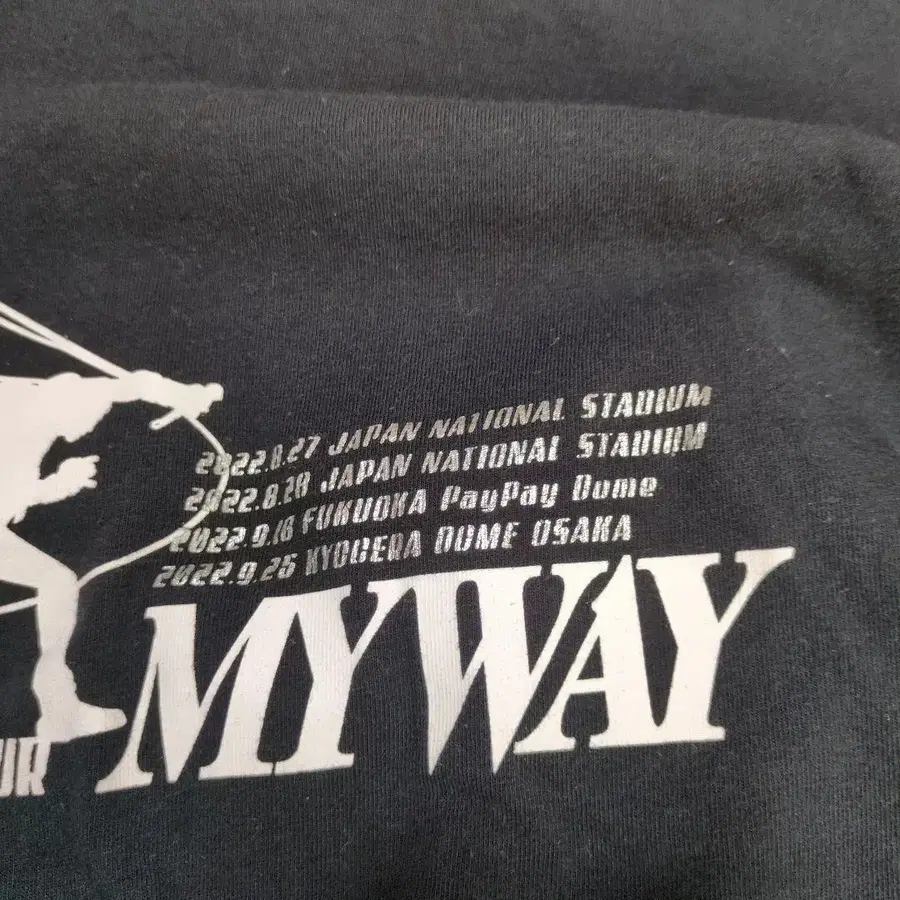 2022.8.27 JAPAN NATIONAL STADIUM
2022.8.28 JAPAN NATIONAL STADIUM
2022.9.18 FUKUOKA PayPay Dome
2022.9.25 KYOCERA DOME OSAKA
UR MYWAY